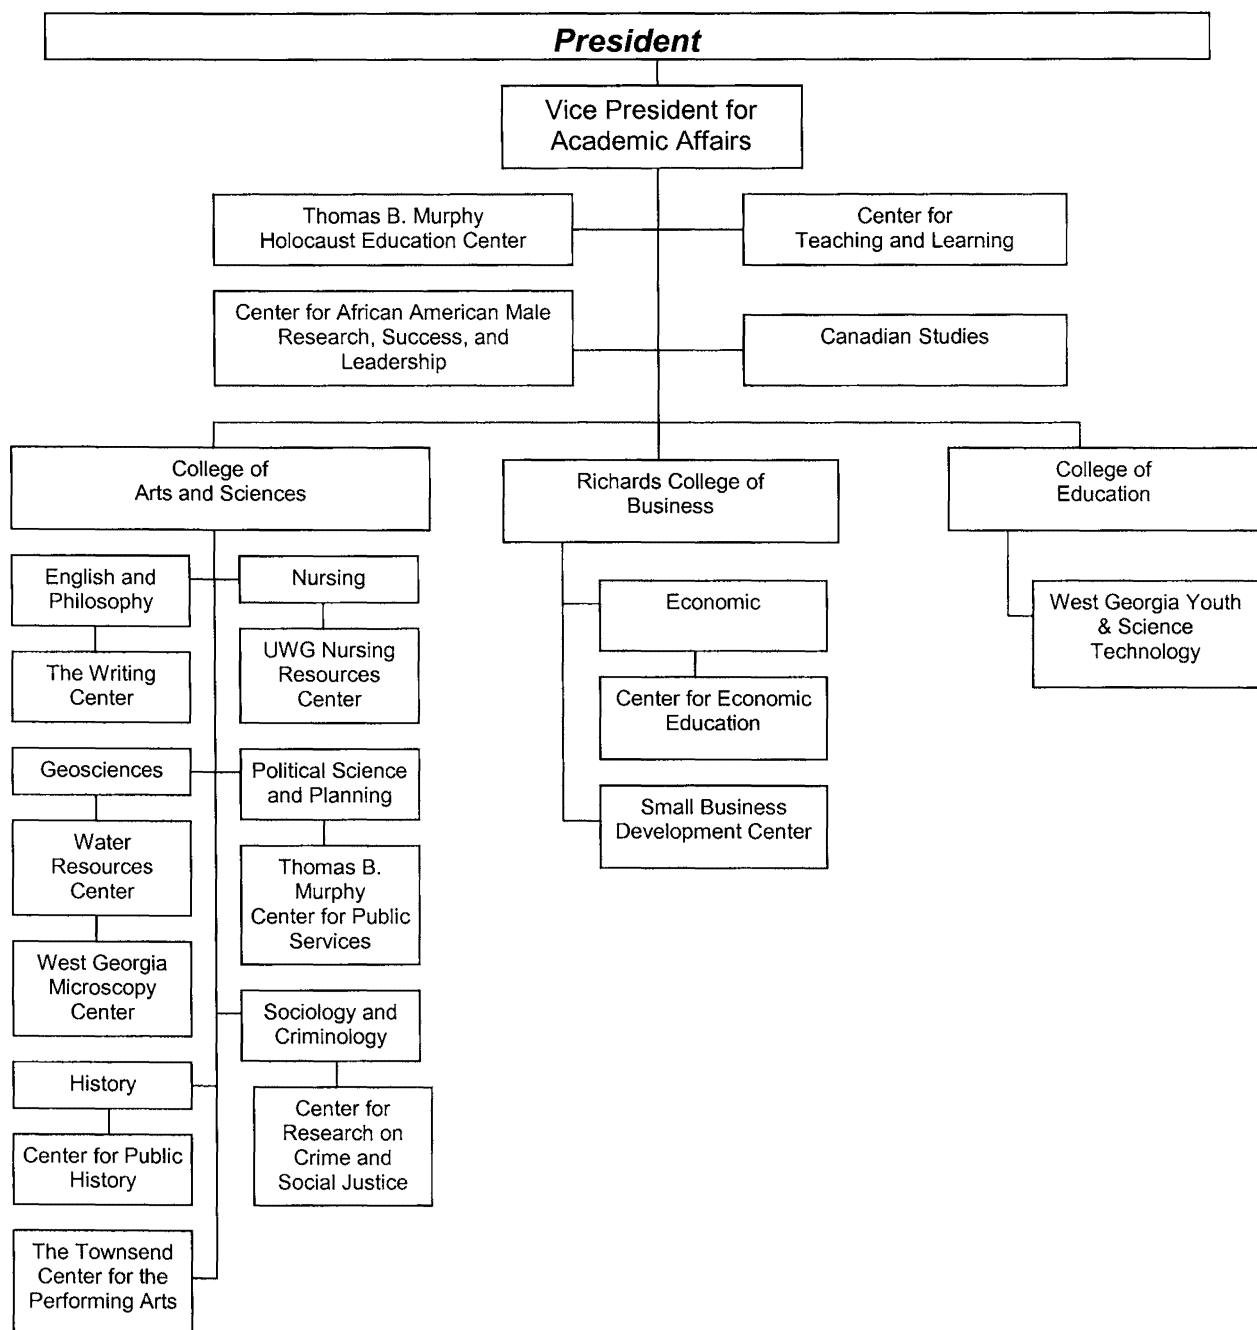 President
Vice President for
Academic Affairs
Thomas B. Murphy
Holocaust Education Center
Center for
Teaching and Learning
Center for African American Male
Research, Success, and
Leadership
Canadian Studies
College of
Arts and Sciences
Richards College of
Business
College of
Education
English and
Philosophy
The Writing
Center
Nursing
UWG Nursing
Resources
Center
Geosciences
Water
Resources
Center
West Georgia
Microscopy
Center
Political Science
and Planning
Thomas B.
Murphy
Center for Public
Services
Sociology and
Criminology
Center for
Research on
Crime and
Social Justice
History
Center for Public
History
The Townsend
Center for the
Performing Arts
Economic
Center for Economic
Education
Small Business
Development Center
West Georgia Youth
& Science
Technology